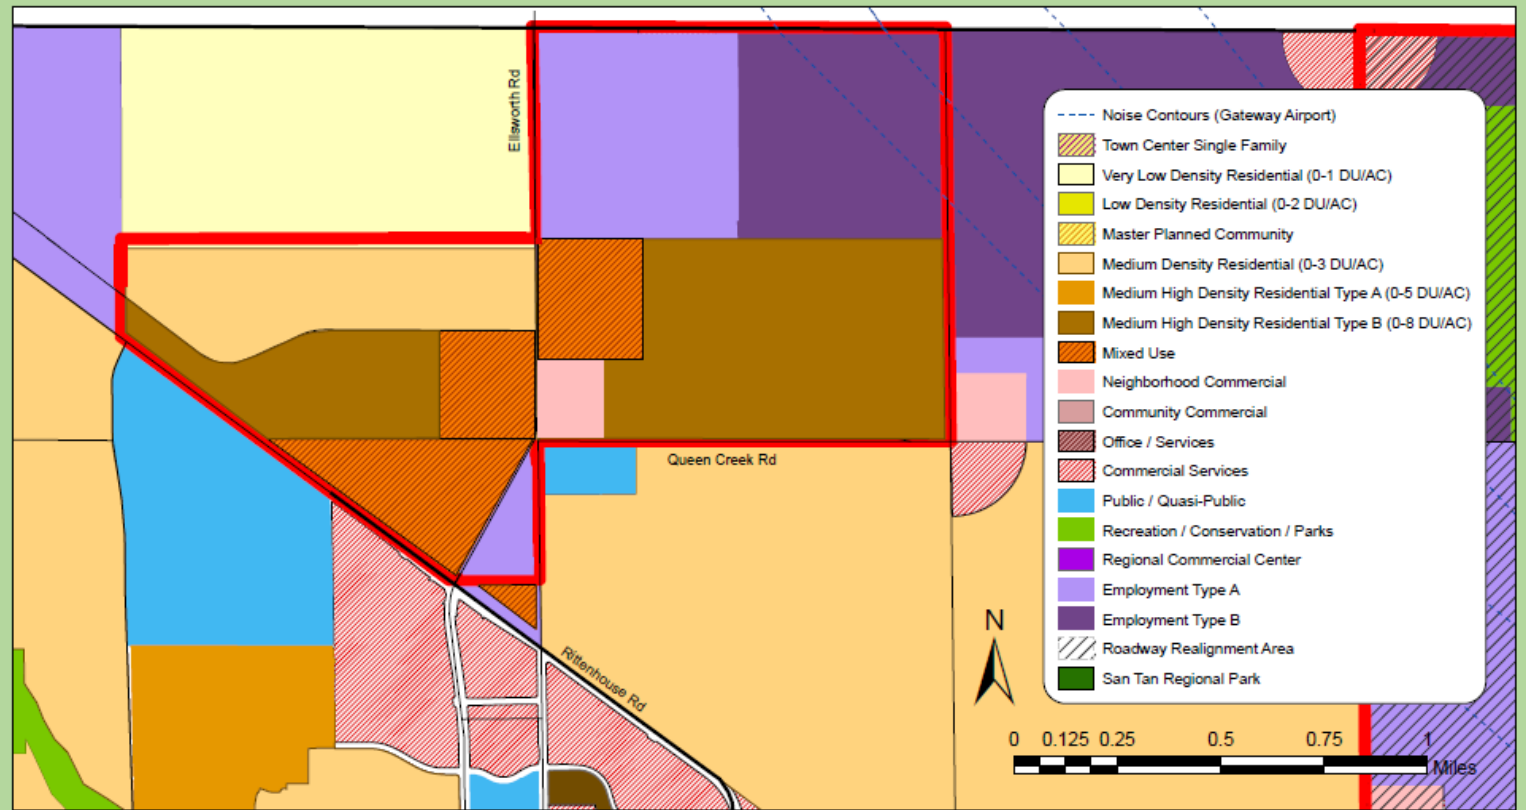 Ellsworth Rd
Noise Contours (Gateway Airport)
Town Center Single Family
Very Low Density Residential (0-1 DU/AC)
Low Density Residential (0-2 DU/AC)
Master Planned Community
Medium Density Residential (0-3 DU/AC)
Medium High Density Residential Type A (0-5 DU/AC)
Medium High Density Residential Type B (0-8 DU/AC)
Mixed Use
Neighborhood Commercial
Community Commercial
Office / Services
Commercial Services
Public / Quasi-Public
Recreation / Conservation / Parks
Regional Commercial Center
Employment Type A
Employment Type B
Roadway Realignment Area
San Tan Regional Park
Queen Creek Rd
Rittenhouse Rd
N
0 0.125 0.25 0.5 0.75 1
Miles